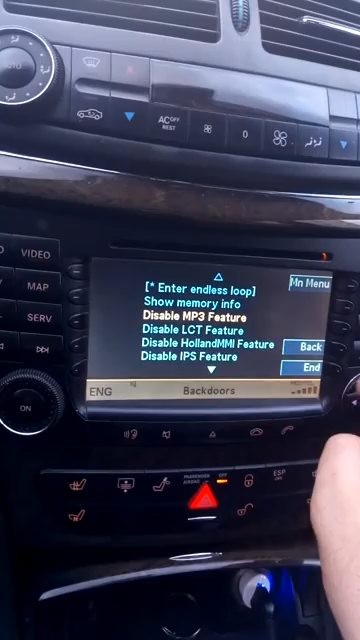 AUTO
AC OFF
REST
0
VIDEO
MAP
SERV
ON
[* Enter endless loop]
Show memory info
Disable MP3 Feature
Disable LCT Feature
Disable HollandMMI Feature
Disable IPS Feature
Mn Menu
Back
End
ENG
Backdoors
PASSENGER
AIRBAG
OFF
ESP
OFF